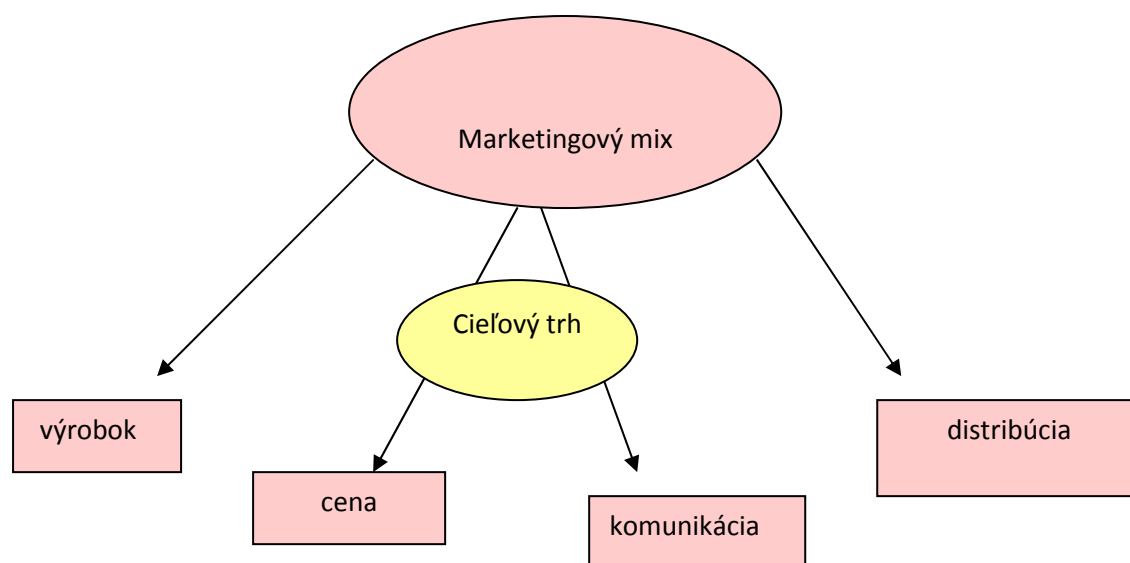 Marketingový mix
Cieľový trh
výrobok
distribúcia
cena
komunikácia